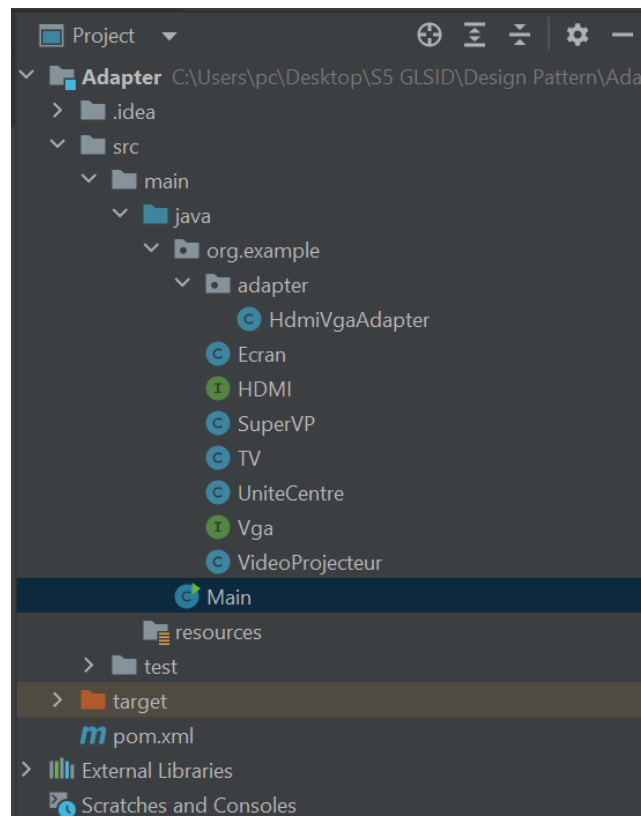 Project
Adapter C:\Users\pc\Desktop\S5 GLSID\Design Pattern\Ada
.idea
src
main
java
org.example
adapter
C HdmiVgaAdapter
C Ecran
I HDMI
C SuperVP
C TV
C UniteCentre
I Vga
C VideoProjecteur
C Main
resources
test
target
m pom.xml
External Libraries
Scratches and Consoles